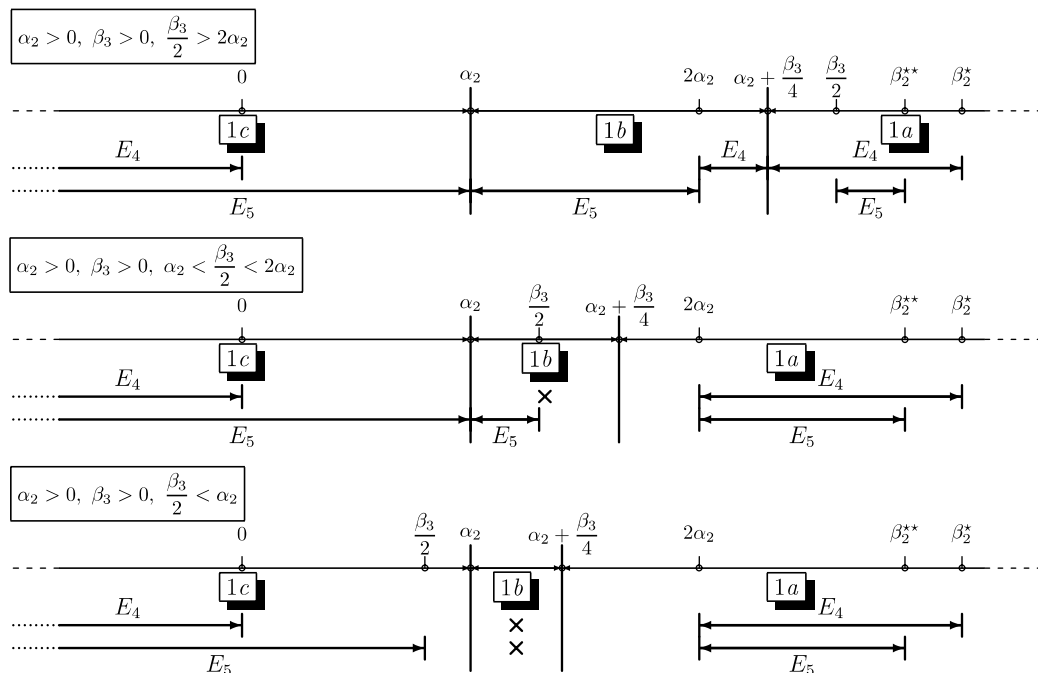 α₂ > 0, β₃ > 0, β₃/2 > 2α₂
0 α₂ 2α₂ α₂ + β₃/4 β₃/2 β₂** β₂*
1c 1b 1a
E₄ E₄ E₄
E₅ E₅ E₅
α₂ > 0, β₃ > 0, α₂ < β₃/2 < 2α₂
0 α₂ β₃/2 α₂ + β₃/4 2α₂ β₂** β₂*
1c 1b 1a
E₄ × E₄
E₅ E₅ E₅
α₂ > 0, β₃ > 0, β₃/2 < α₂
0 β₃/2 α₂ α₂ + β₃/4 2α₂ β₂** β₂*
1c 1b 1a
E₄ × E₄
E₅ × E₅